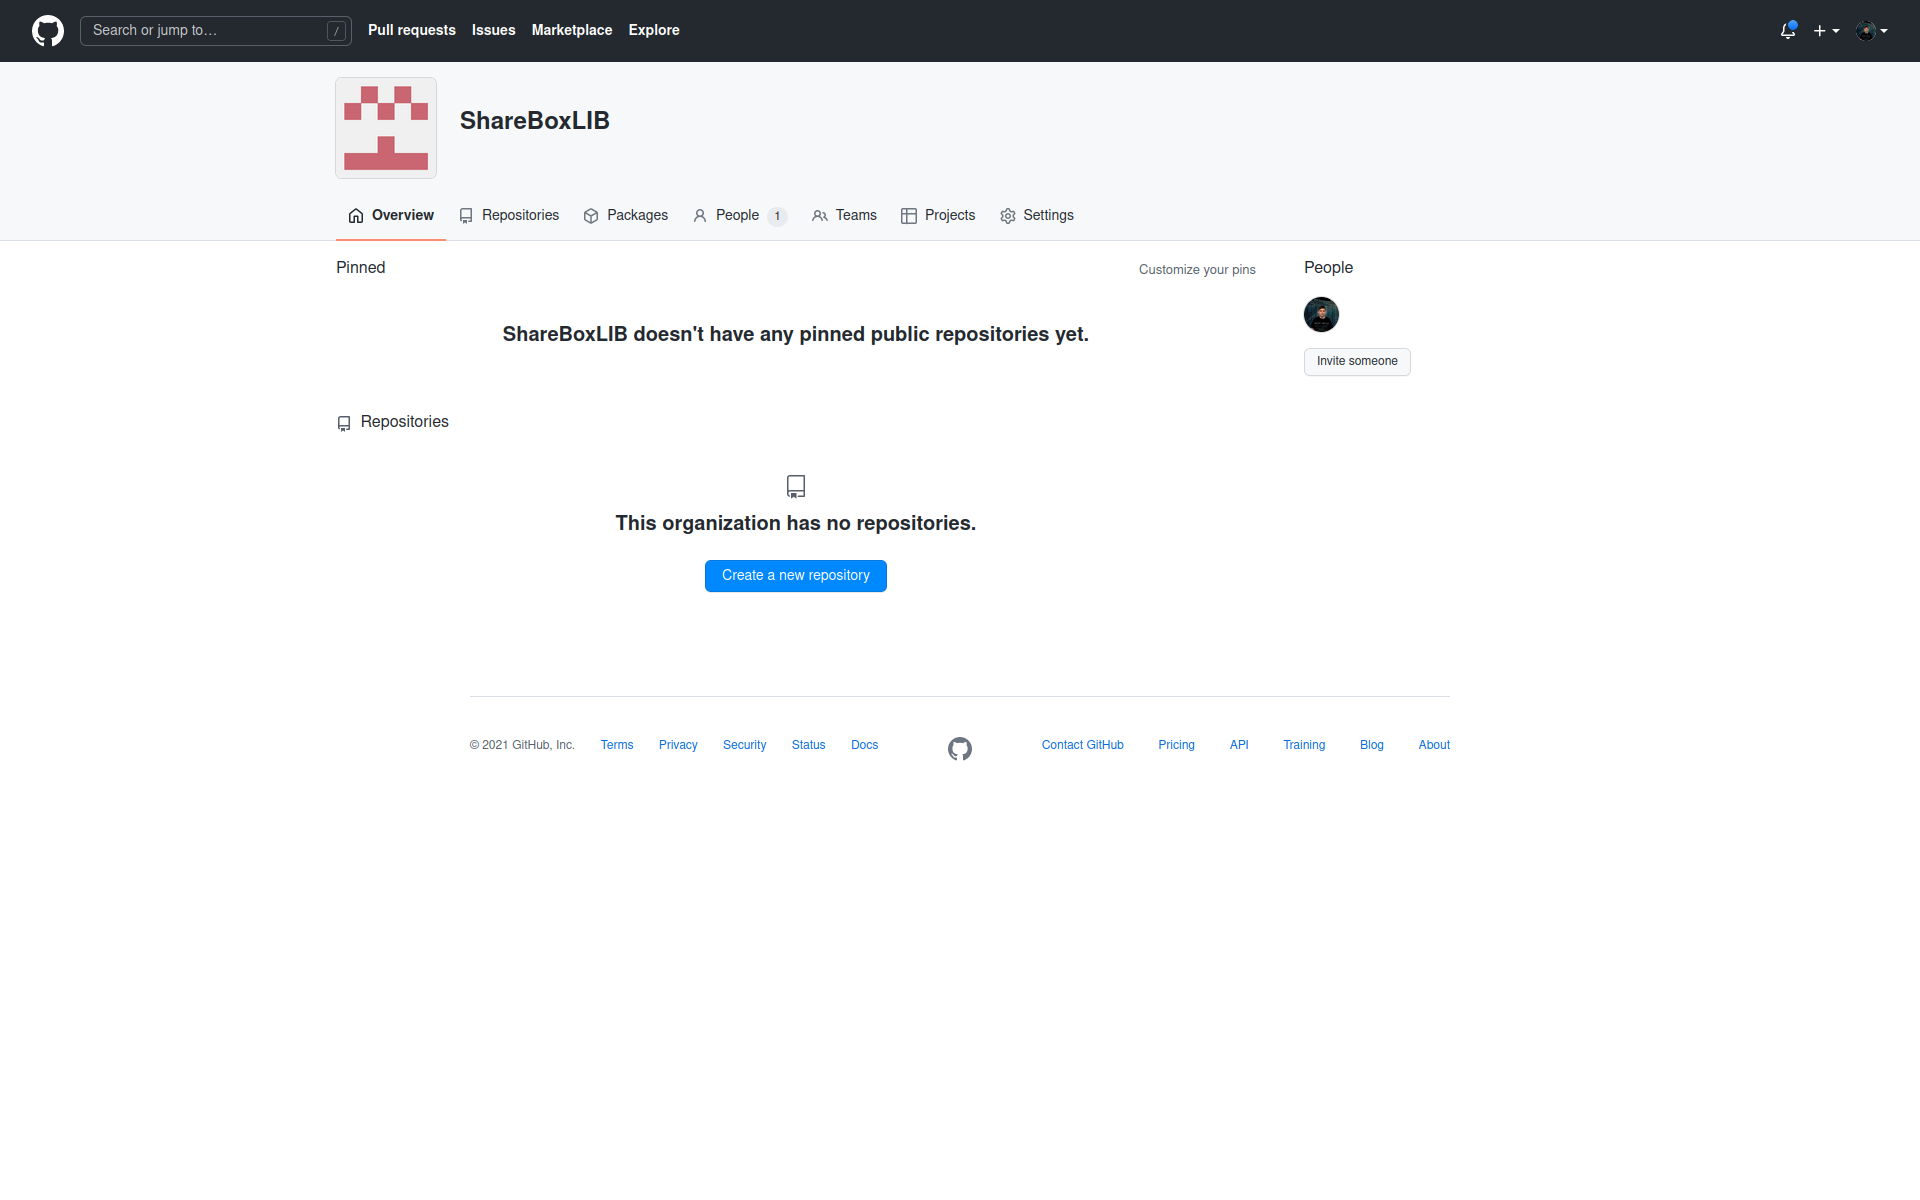 Search or jump to… /
Pull requests Issues Marketplace Explore
ShareBoxLIB
Overview Repositories Packages People 1 Teams Projects Settings
Pinned Customize your pins
ShareBoxLIB doesn't have any pinned public repositories yet.
People
Invite someone
Repositories
This organization has no repositories.
Create a new repository
© 2021 GitHub, Inc. Terms Privacy Security Status Docs Contact GitHub Pricing API Training Blog About